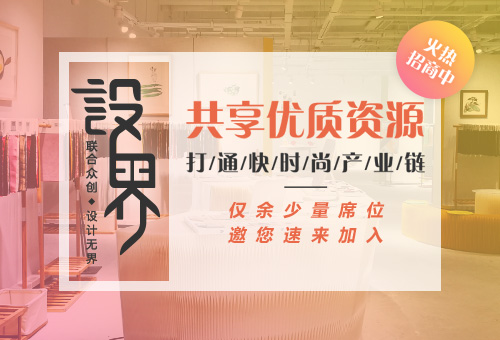 火热
招商中
設界
联合众创◆设计无界
共享优质资源
打/通/快/时/尚/产/业/链
仅余少量席位
邀您速来加入